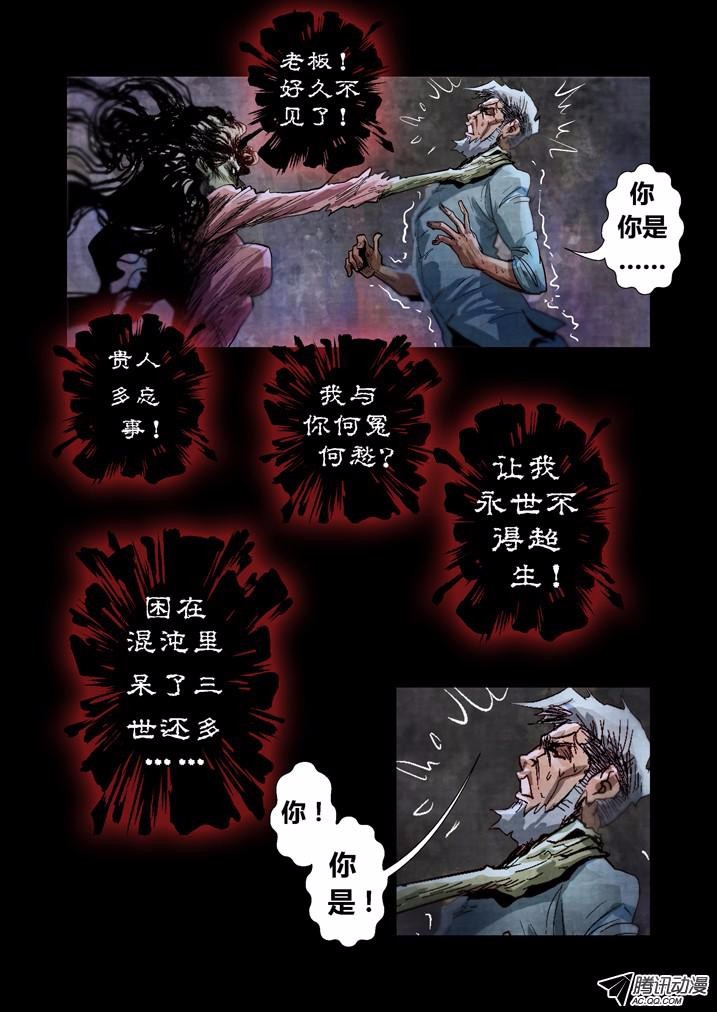 老板！
好久不
见了！
你
你是
……
贵人
多忘
事！
我与
你何冤
何愁？
让我
永世不
得超
生！
困在
混沌里
呆了三
世还多
……
你！
你
是！
腾讯动漫
AC.QQ.COM